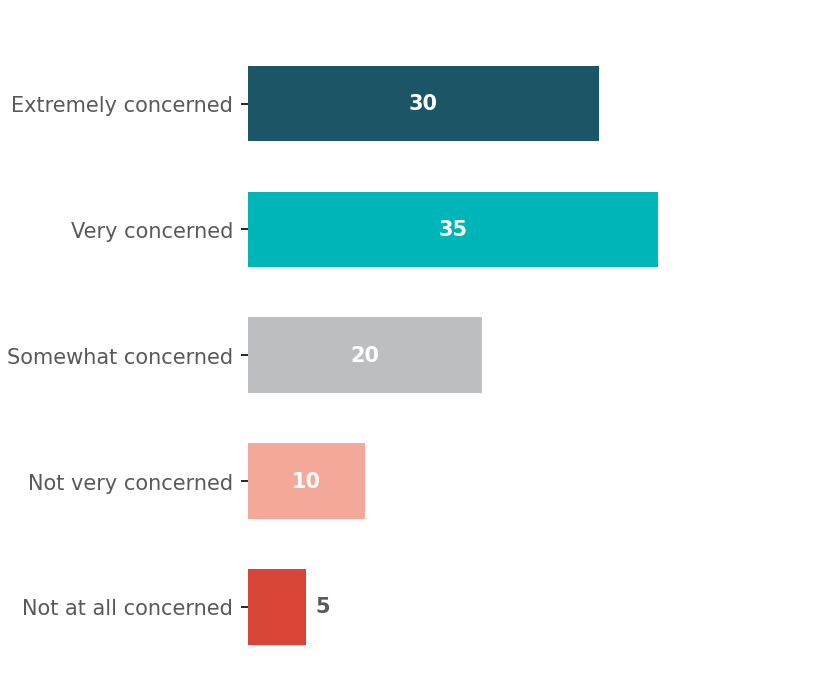 Extremely concerned 30
Very concerned 35
Somewhat concerned 20
Not very concerned 10
Not at all concerned 5